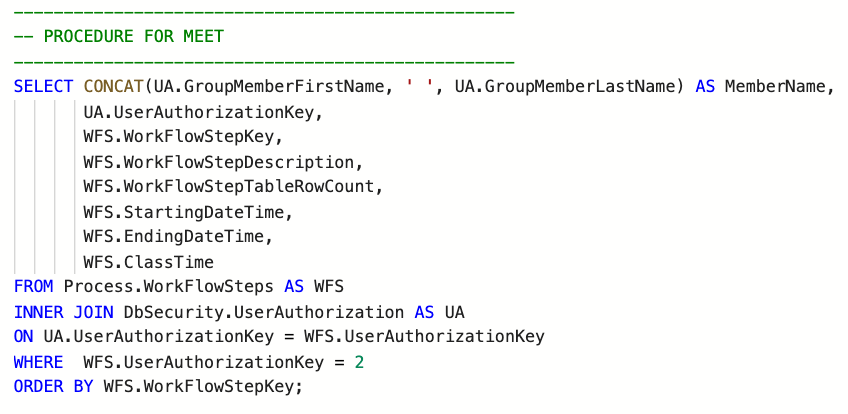 --------------------------------------------------
-- PROCEDURE FOR MEET
--------------------------------------------------
SELECT CONCAT(UA.GroupMemberFirstName, ' ', UA.GroupMemberLastName) AS MemberName,
       UA.UserAuthorizationKey,
       WFS.WorkFlowStepKey,
       WFS.WorkFlowStepDescription,
       WFS.WorkFlowStepTableRowCount,
       WFS.StartingDateTime,
       WFS.EndingDateTime,
       WFS.ClassTime
FROM Process.WorkFlowSteps AS WFS
INNER JOIN DbSecurity.UserAuthorization AS UA
ON UA.UserAuthorizationKey = WFS.UserAuthorizationKey
WHERE  WFS.UserAuthorizationKey = 2
ORDER BY WFS.WorkFlowStepKey;